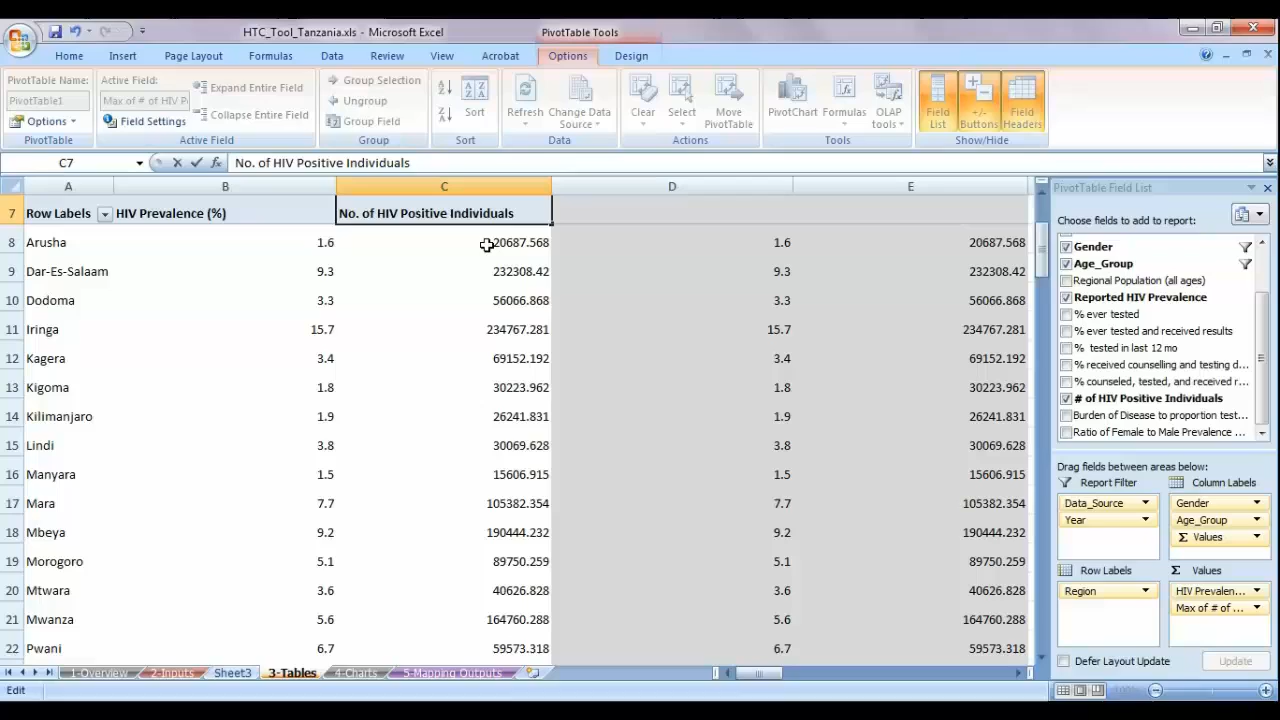 HTC_Tool_Tanzania.xls - Microsoft Excel
PivotTable Tools
Home Insert Page Layout Formulas Data Review View Acrobat Options Design
PivotTable Name:
PivotTable1
Options
PivotTable
Active Field:
Max of # of HIV P
Field Settings
Expand Entire Field
Collapse Entire Field
Active Field
Group Selection
Ungroup
Group Field
Group
Sort
Sort
Refresh
Change Data Source
Data
Clear
Select
Move PivotTable
Actions
PivotChart
Formulas
OLAP tools
Tools
Field List
+/- Buttons
Field Headers
Show/Hide
C7 fx No. of HIV Positive Individuals
A B C D E
7 Row Labels HIV Prevalence (%) No. of HIV Positive Individuals
8 Arusha 1.6 20687.568 1.6 20687.568
9 Dar-Es-Salaam 9.3 232308.42 9.3 232308.42
10 Dodoma 3.3 56066.868 3.3 56066.868
11 Iringa 15.7 234767.281 15.7 234767.281
12 Kagera 3.4 69152.192 3.4 69152.192
13 Kigoma 1.8 30223.962 1.8 30223.962
14 Kilimanjaro 1.9 26241.831 1.9 26241.831
15 Lindi 3.8 30069.628 3.8 30069.628
16 Manyara 1.5 15606.915 1.5 15606.915
17 Mara 7.7 105382.354 7.7 105382.354
18 Mbeya 9.2 190444.232 9.2 190444.232
19 Morogoro 5.1 89750.259 5.1 89750.259
20 Mtwara 3.6 40626.828 3.6 40626.828
21 Mwanza 5.6 164760.288 5.6 164760.288
22 Pwani 6.7 59573.318 6.7 59573.318
1-Overview 2-Inputs Sheet3 3-Tables 4-Charts 5-Mapping Outputs
Edit
100%
PivotTable Field List
Choose fields to add to report:
Gender
Age_Group
Regional Population (all ages)
Reported HIV Prevalence
% ever tested
% ever tested and received results
% tested in last 12 mo
% received counselling and testing d...
% counseled, tested, and received r...
# of HIV Positive Individuals
Burden of Disease to proportion test...
Ratio of Female to Male Prevalence ...
Drag fields between areas below:
Report Filter
Data_Source
Year
Column Labels
Gender
Age_Group
Σ Values
Row Labels
Region
Σ Values
HIV Prevalen...
Max of # of ...
Defer Layout Update
Update